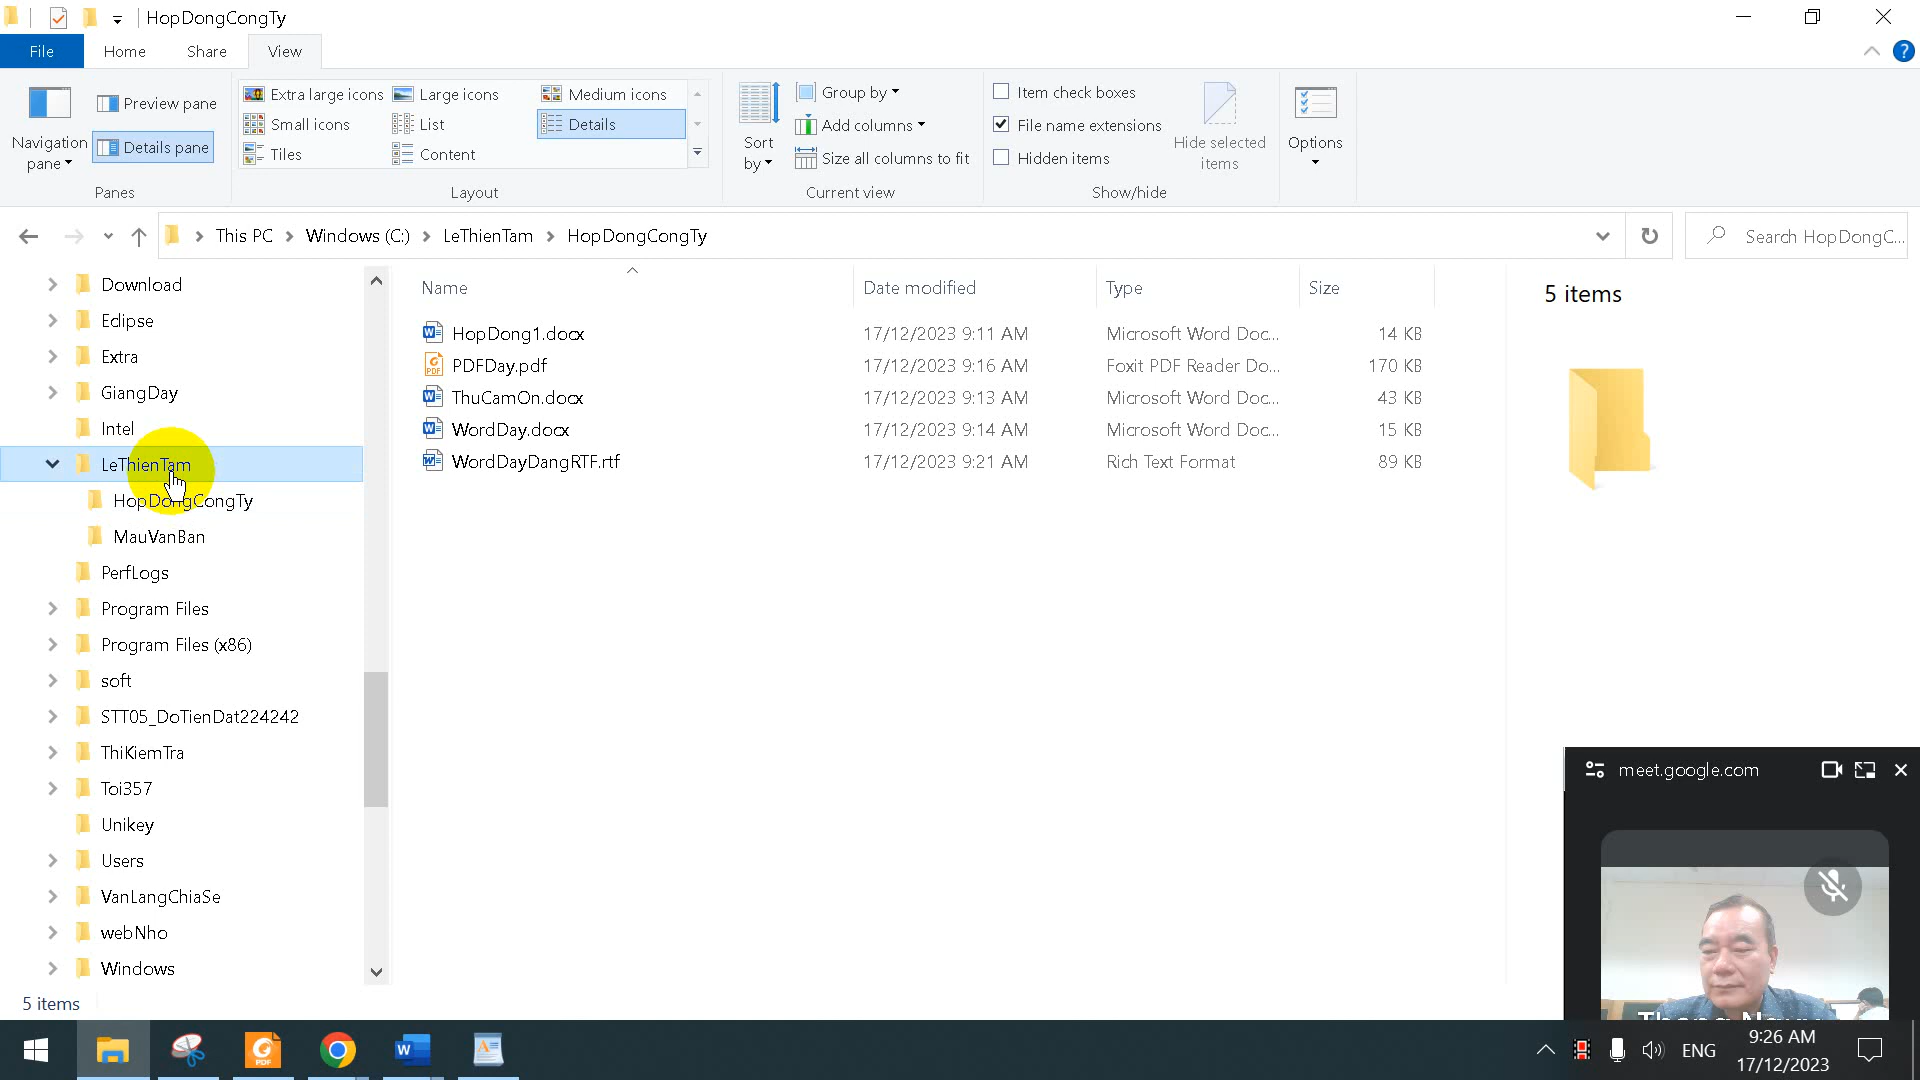 HopDongCongTy
File
Home
Share
View
Navigation pane
Preview pane
Details pane
Panes
Extra large icons
Large icons
Medium icons
Small icons
List
Details
Tiles
Content
Layout
Sort by
Group by
Add columns
Size all columns to fit
Current view
Item check boxes
File name extensions
Hidden items
Hide selected items
Show/hide
Options
This PC > Windows (C:) > LeThienTam > HopDongCongTy
Search HopDongC...
Download
Eclipse
Extra
GiangDay
Intel
LeThienTam
HopDongCongTy
MauVanBan
PerfLogs
Program Files
Program Files (x86)
soft
STT05_DoTienDat224242
ThiKiemTra
Toi357
Unikey
Users
VanLangChiaSe
webNho
Windows
Name Date modified Type Size
HopDong1.docx 17/12/2023 9:11 AM Microsoft Word Doc... 14 KB
PDFDay.pdf 17/12/2023 9:16 AM Foxit PDF Reader Do... 170 KB
ThuCamOn.docx 17/12/2023 9:13 AM Microsoft Word Doc... 43 KB
WordDay.docx 17/12/2023 9:14 AM Microsoft Word Doc... 15 KB
WordDayDangRTF.rtf 17/12/2023 9:21 AM Rich Text Format 89 KB
5 items
meet.google.com
5 items
ENG
9:26 AM
17/12/2023